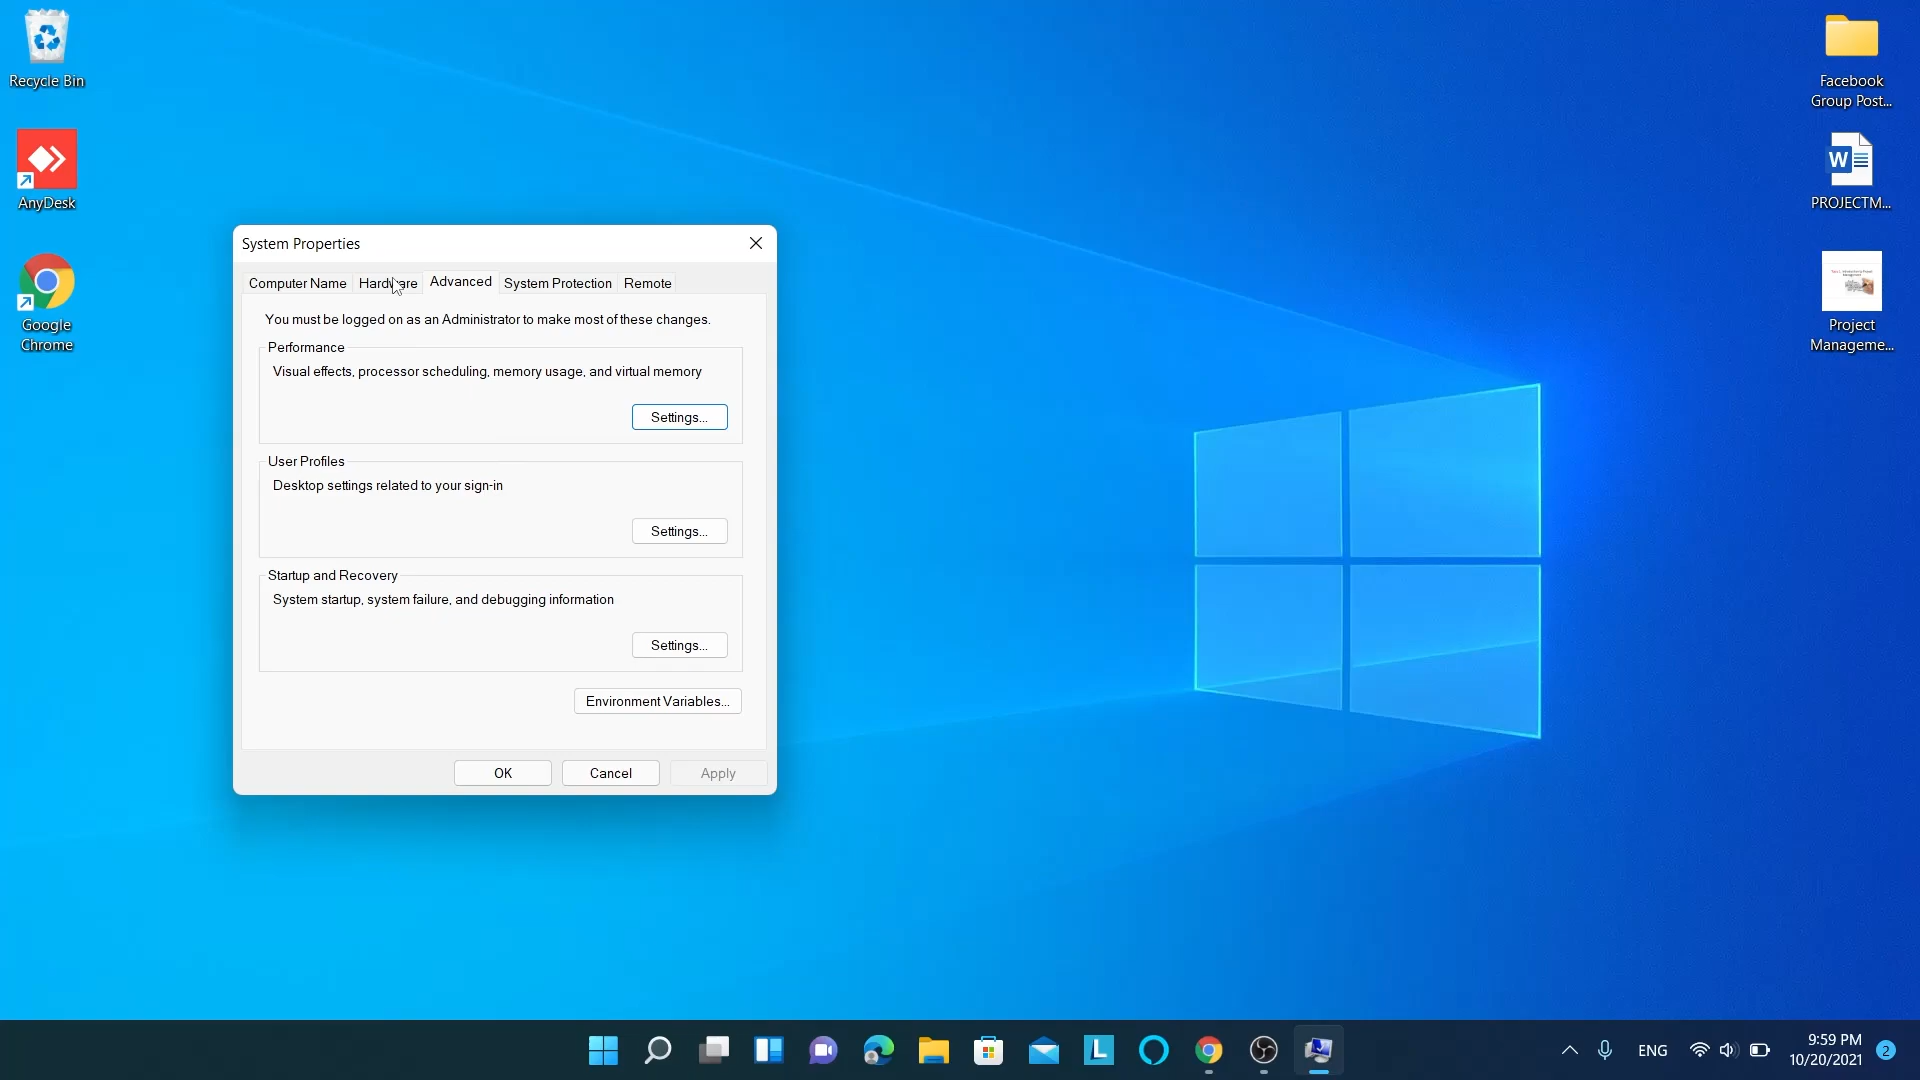 Recycle Bin
AnyDesk
Google
Chrome
System Properties
Computer Name
Hardware
Advanced
System Protection
Remote
You must be logged on as an Administrator to make most of these changes.
Performance
Visual effects, processor scheduling, memory usage, and virtual memory
Settings...
User Profiles
Desktop settings related to your sign-in
Settings...
Startup and Recovery
System startup, system failure, and debugging information
Settings...
Environment Variables...
OK
Cancel
Apply
Facebook
Group Post...
W
PROJECTM...
Project
Manageme...
L
ENG
9:59 PM
10/20/2021
2